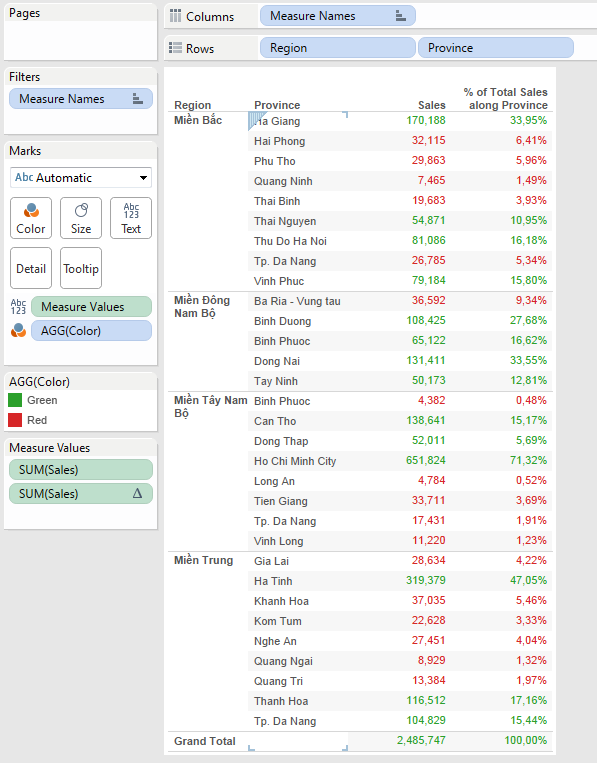 Pages
Columns Measure Names
Rows Region Province
Filters
Measure Names
Marks
Abc Automatic
Color Size Abc 123 Text
Detail Tooltip
Abc 123 Measure Values
AGG(Color)
AGG(Color)
Green
Red
Measure Values
SUM(Sales)
SUM(Sales) Δ
% of Total Sales
Region Province Sales along Province
Miền Bắc Ha Giang 170,188 33,95%
Hai Phong 32,115 6,41%
Phu Tho 29,863 5,96%
Quang Ninh 7,465 1,49%
Thai Binh 19,683 3,93%
Thai Nguyen 54,871 10,95%
Thu Do Ha Noi 81,086 16,18%
Tp. Da Nang 26,785 5,34%
Vinh Phuc 79,184 15,80%
Miền Đông Ba Ria - Vung tau 36,592 9,34%
Nam Bộ Binh Duong 108,425 27,68%
Binh Phuoc 65,122 16,62%
Dong Nai 131,411 33,55%
Tay Ninh 50,173 12,81%
Miền Tây Nam Binh Phuoc 4,382 0,48%
Bộ Can Tho 138,641 15,17%
Dong Thap 52,011 5,69%
Ho Chi Minh City 651,824 71,32%
Long An 4,784 0,52%
Tien Giang 33,711 3,69%
Tp. Da Nang 17,431 1,91%
Vinh Long 11,220 1,23%
Miền Trung Gia Lai 28,634 4,22%
Ha Tinh 319,379 47,05%
Khanh Hoa 37,035 5,46%
Kom Tum 22,628 3,33%
Nghe An 27,451 4,04%
Quang Ngai 8,929 1,32%
Quang Tri 13,384 1,97%
Thanh Hoa 116,512 17,16%
Tp. Da Nang 104,829 15,44%
Grand Total 2,485,747 100,00%